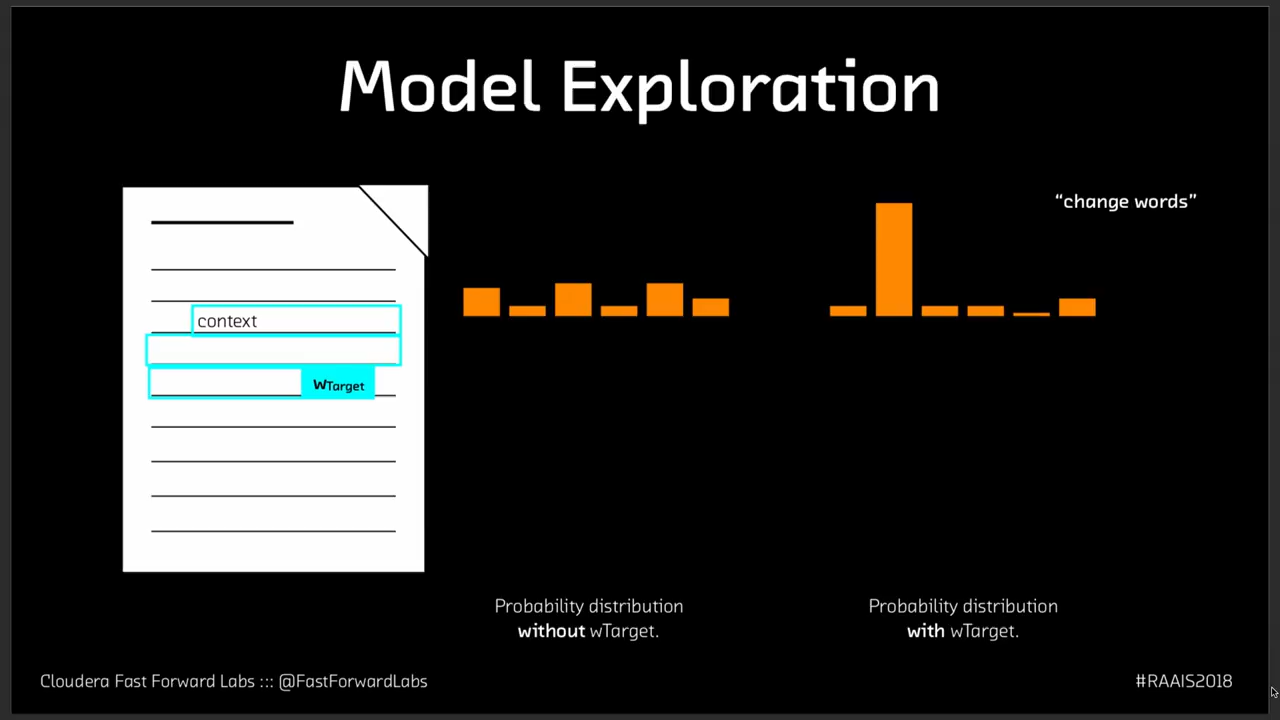 Model Exploration
“change words”
context
wTarget
Probability distribution
without wTarget.
Probability distribution
with wTarget.
Cloudera Fast Forward Labs ::: @FastForwardLabs
#RAAIS2018